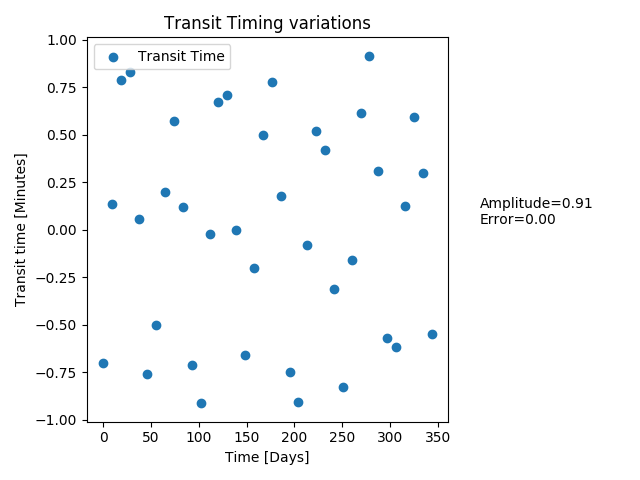 Transit Timing variations
Transit Time
1.00
0.75
0.50
0.25
0.00
−0.25
−0.50
−0.75
−1.00
Transit time [Minutes]
0 50 100 150 200 250 300 350
Time [Days]
Amplitude=0.91
Error=0.00